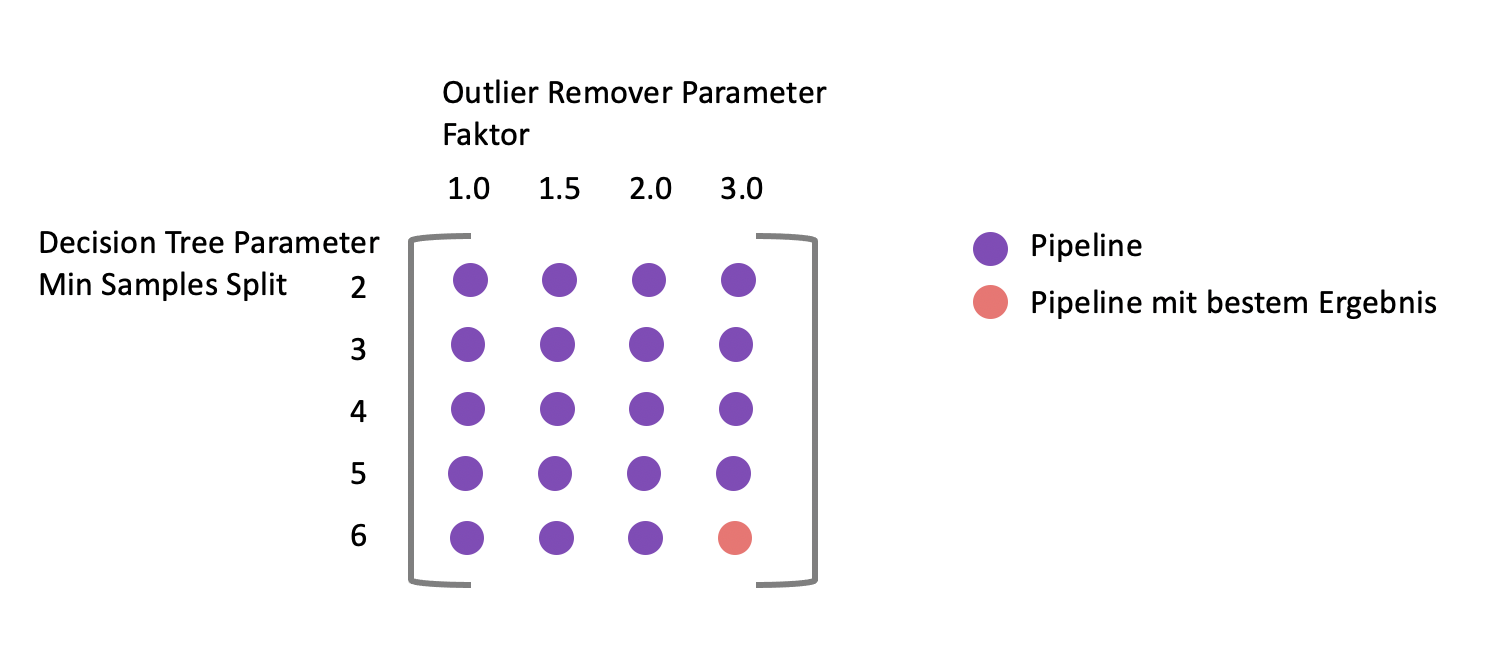 Outlier Remover Parameter
Faktor
1.0 1.5 2.0 3.0
Decision Tree Parameter
Min Samples Split
2
3
4
5
6
Pipeline
Pipeline mit bestem Ergebnis